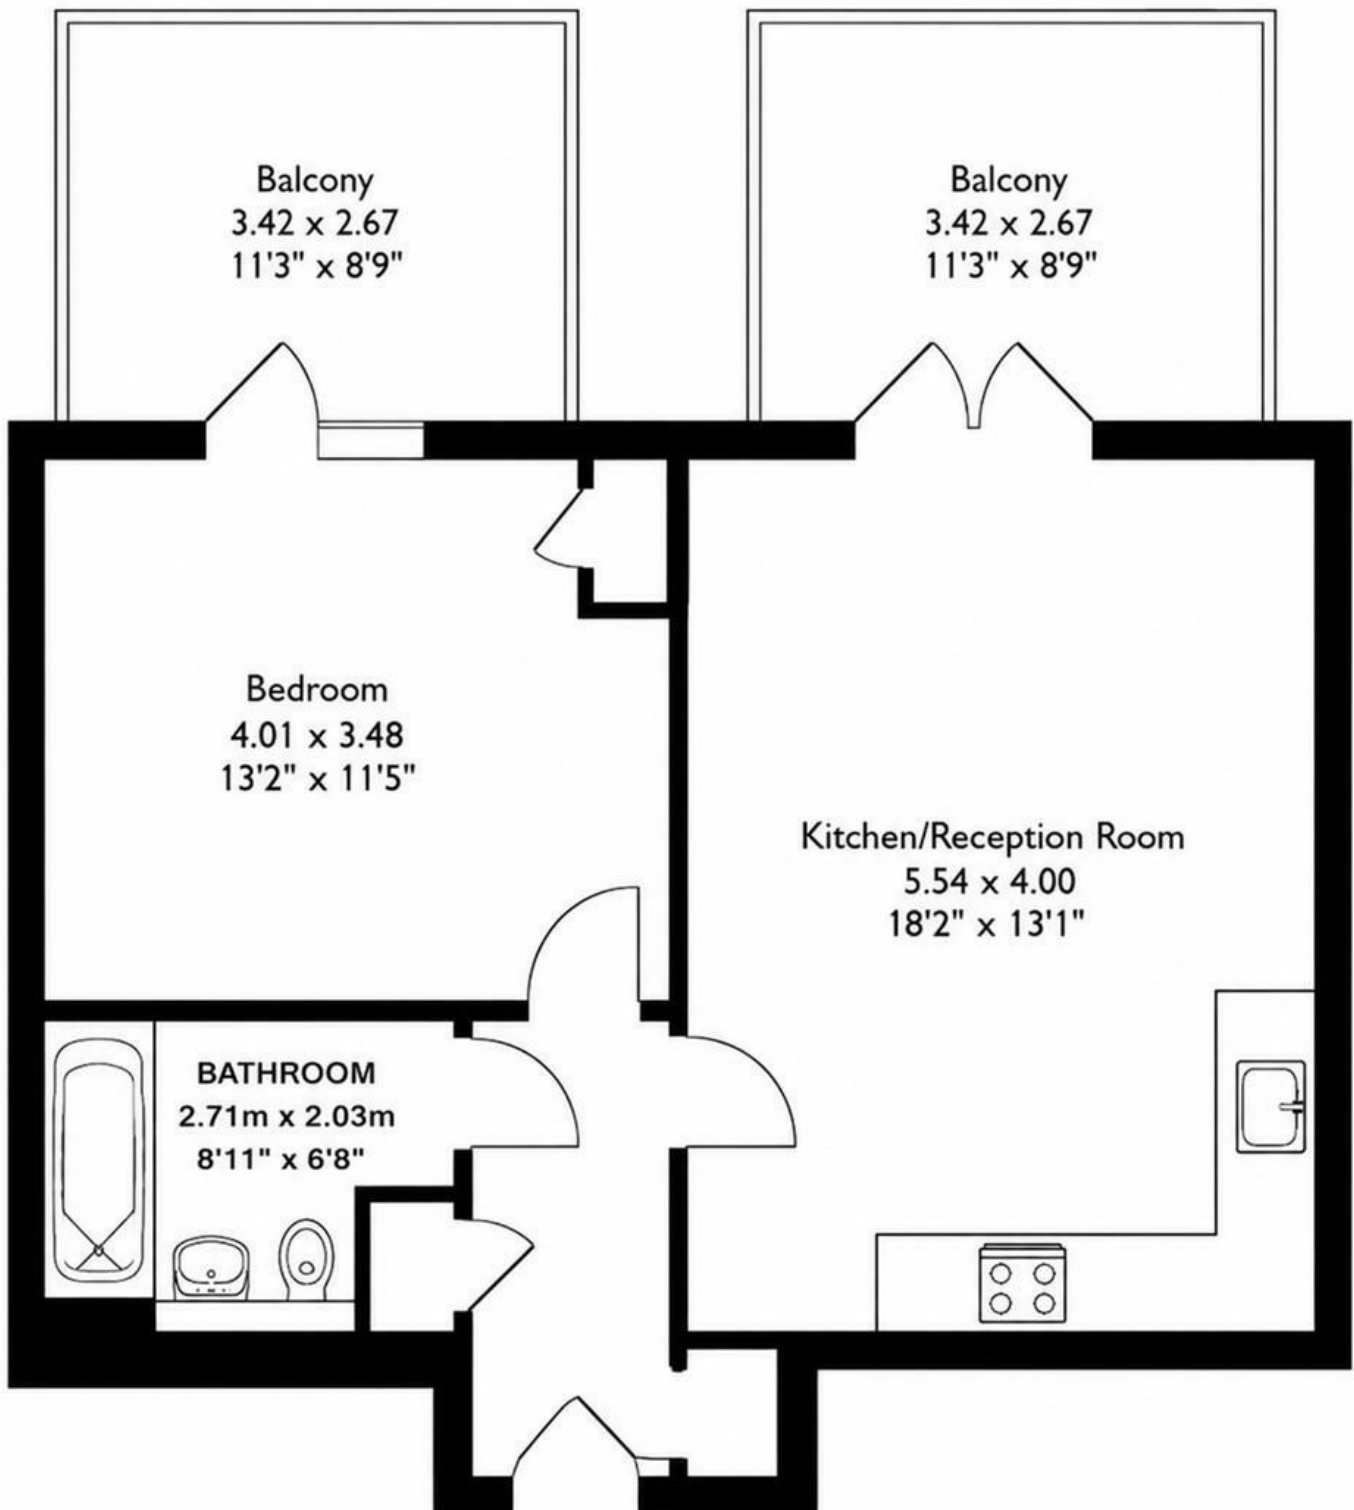 Balcony
3.42 x 2.67
11'3" x 8'9"
Balcony
3.42 x 2.67
11'3" x 8'9"
Bedroom
4.01 x 3.48
13'2" x 11'5"
Kitchen/Reception Room
5.54 x 4.00
18'2" x 13'1"
BATHROOM
2.71m x 2.03m
8'11" x 6'8"